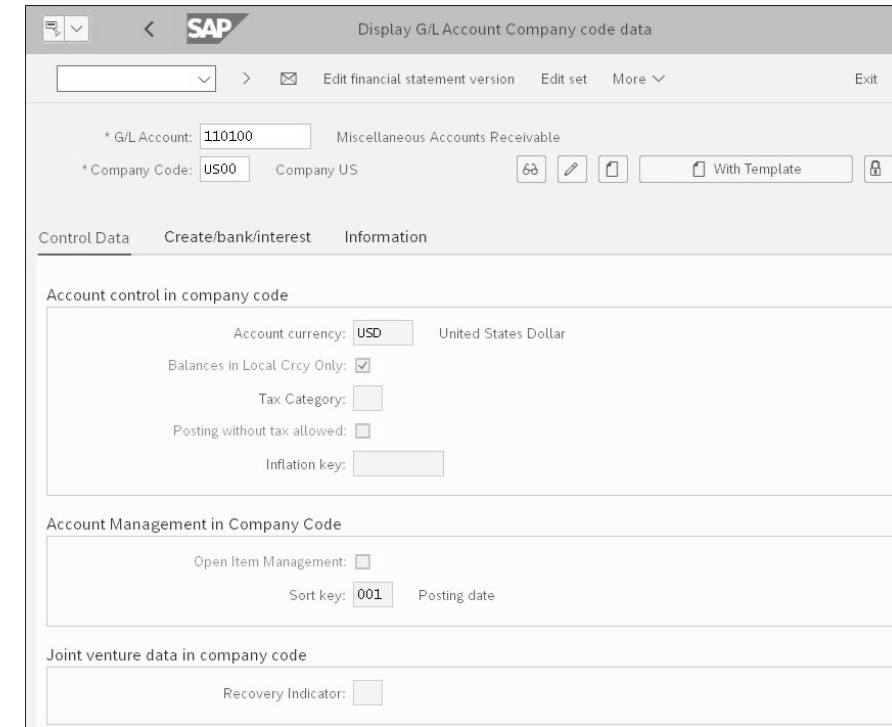 SAP Display G/L Account Company code data
Edit financial statement version Edit set More Exit
* G/L Account: 110100 Miscellaneous Accounts Receivable
* Company Code: US00 Company US With Template
Control Data Create/bank/interest Information
Account control in company code
Account currency: USD United States Dollar
Balances in Local Crcy Only:
Tax Category:
Posting without tax allowed:
Inflation key:
Account Management in Company Code
Open Item Management:
Sort key: 001 Posting date
Joint venture data in company code
Recovery Indicator: